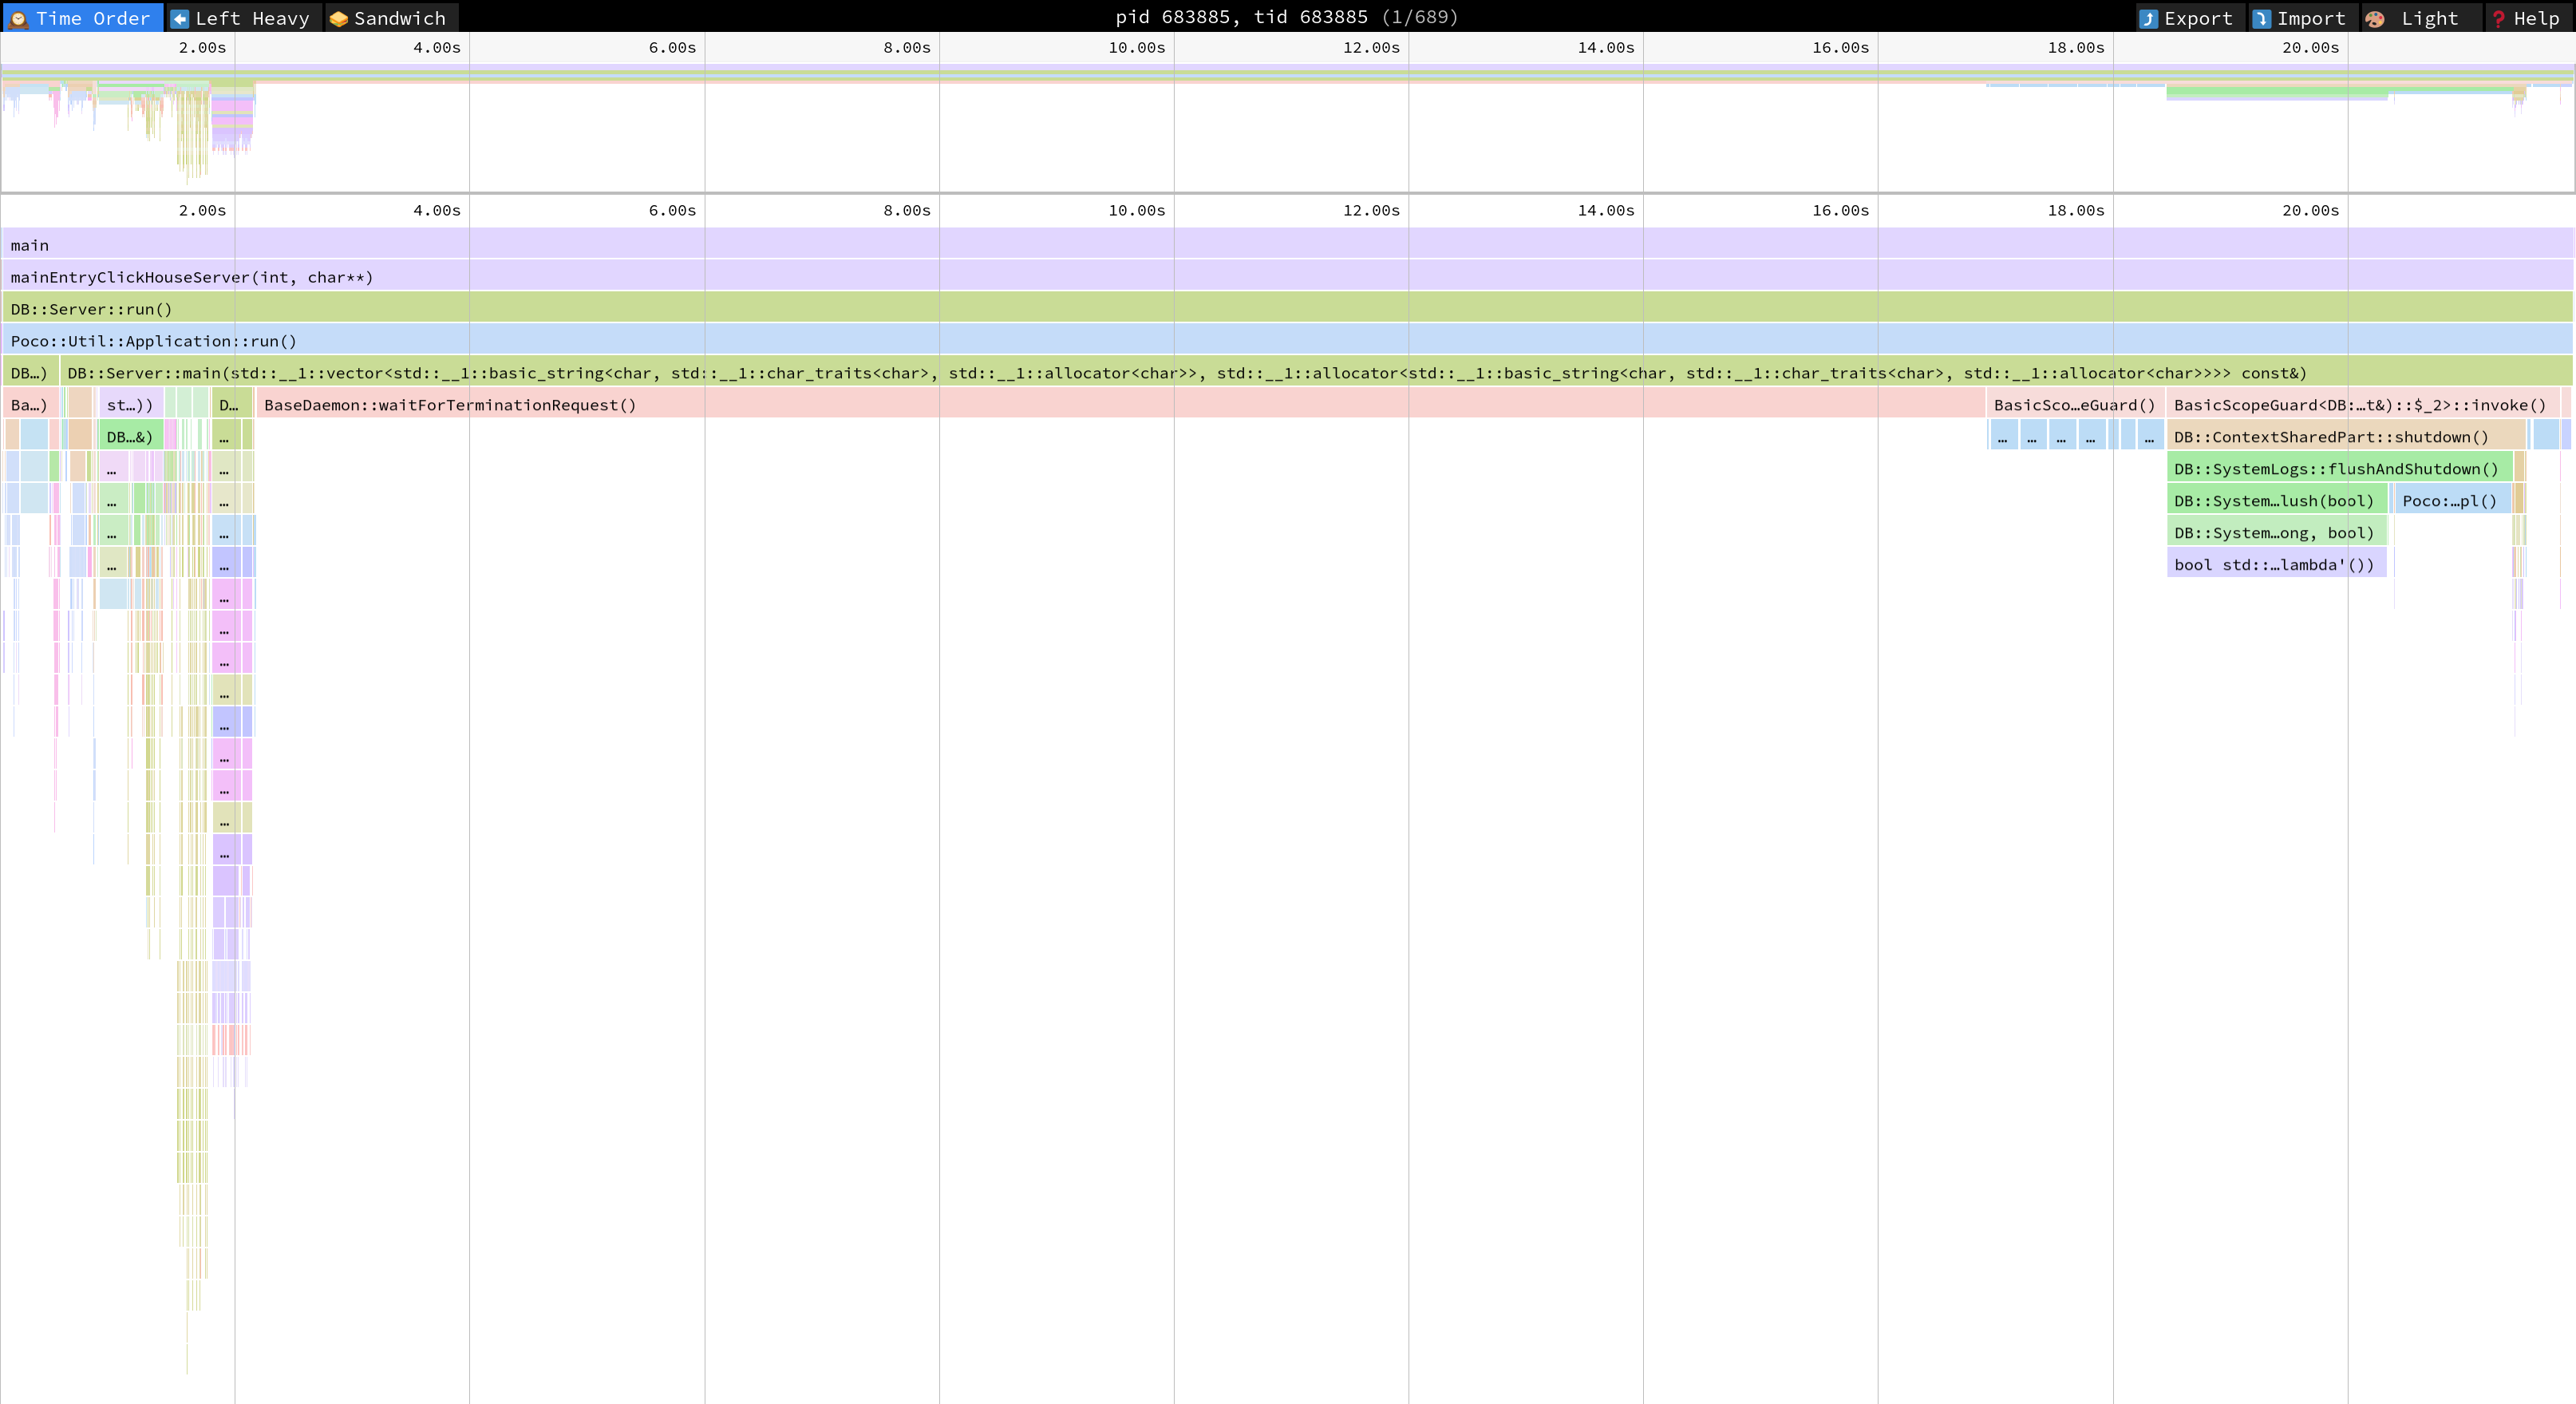 Time Order Left Heavy Sandwich pid 683885, tid 683885 (1/689) Export Import Light Help
2.00s 4.00s 6.00s 8.00s 10.00s 12.00s 14.00s 16.00s 18.00s 20.00s
2.00s 4.00s 6.00s 8.00s 10.00s 12.00s 14.00s 16.00s 18.00s 20.00s
main
mainEntryClickHouseServer(int, char**)
DB::Server::run()
Poco::Util::Application::run()
DB…) DB::Server::main(std::__1::vector<std::__1::basic_string<char, std::__1::char_traits<char>, std::__1::allocator<char>>, std::__1::allocator<std::__1::basic_string<char, std::__1::char_traits<char>, std::__1::allocator<char>>>> const&)
Ba…) st…)) D… BaseDaemon::waitForTerminationRequest() BasicSco…eGuard() BasicScopeGuard<DB:…t&)::$_2>::invoke()
DB…&) … … … … … … DB::ContextSharedPart::shutdown()
… … DB::SystemLogs::flushAndShutdown()
… … DB::System…lush(bool) Poco:…pl()
… … DB::System…ong, bool)
… … bool std::…lambda'())
…
…
…
…
…
…
…
…
…